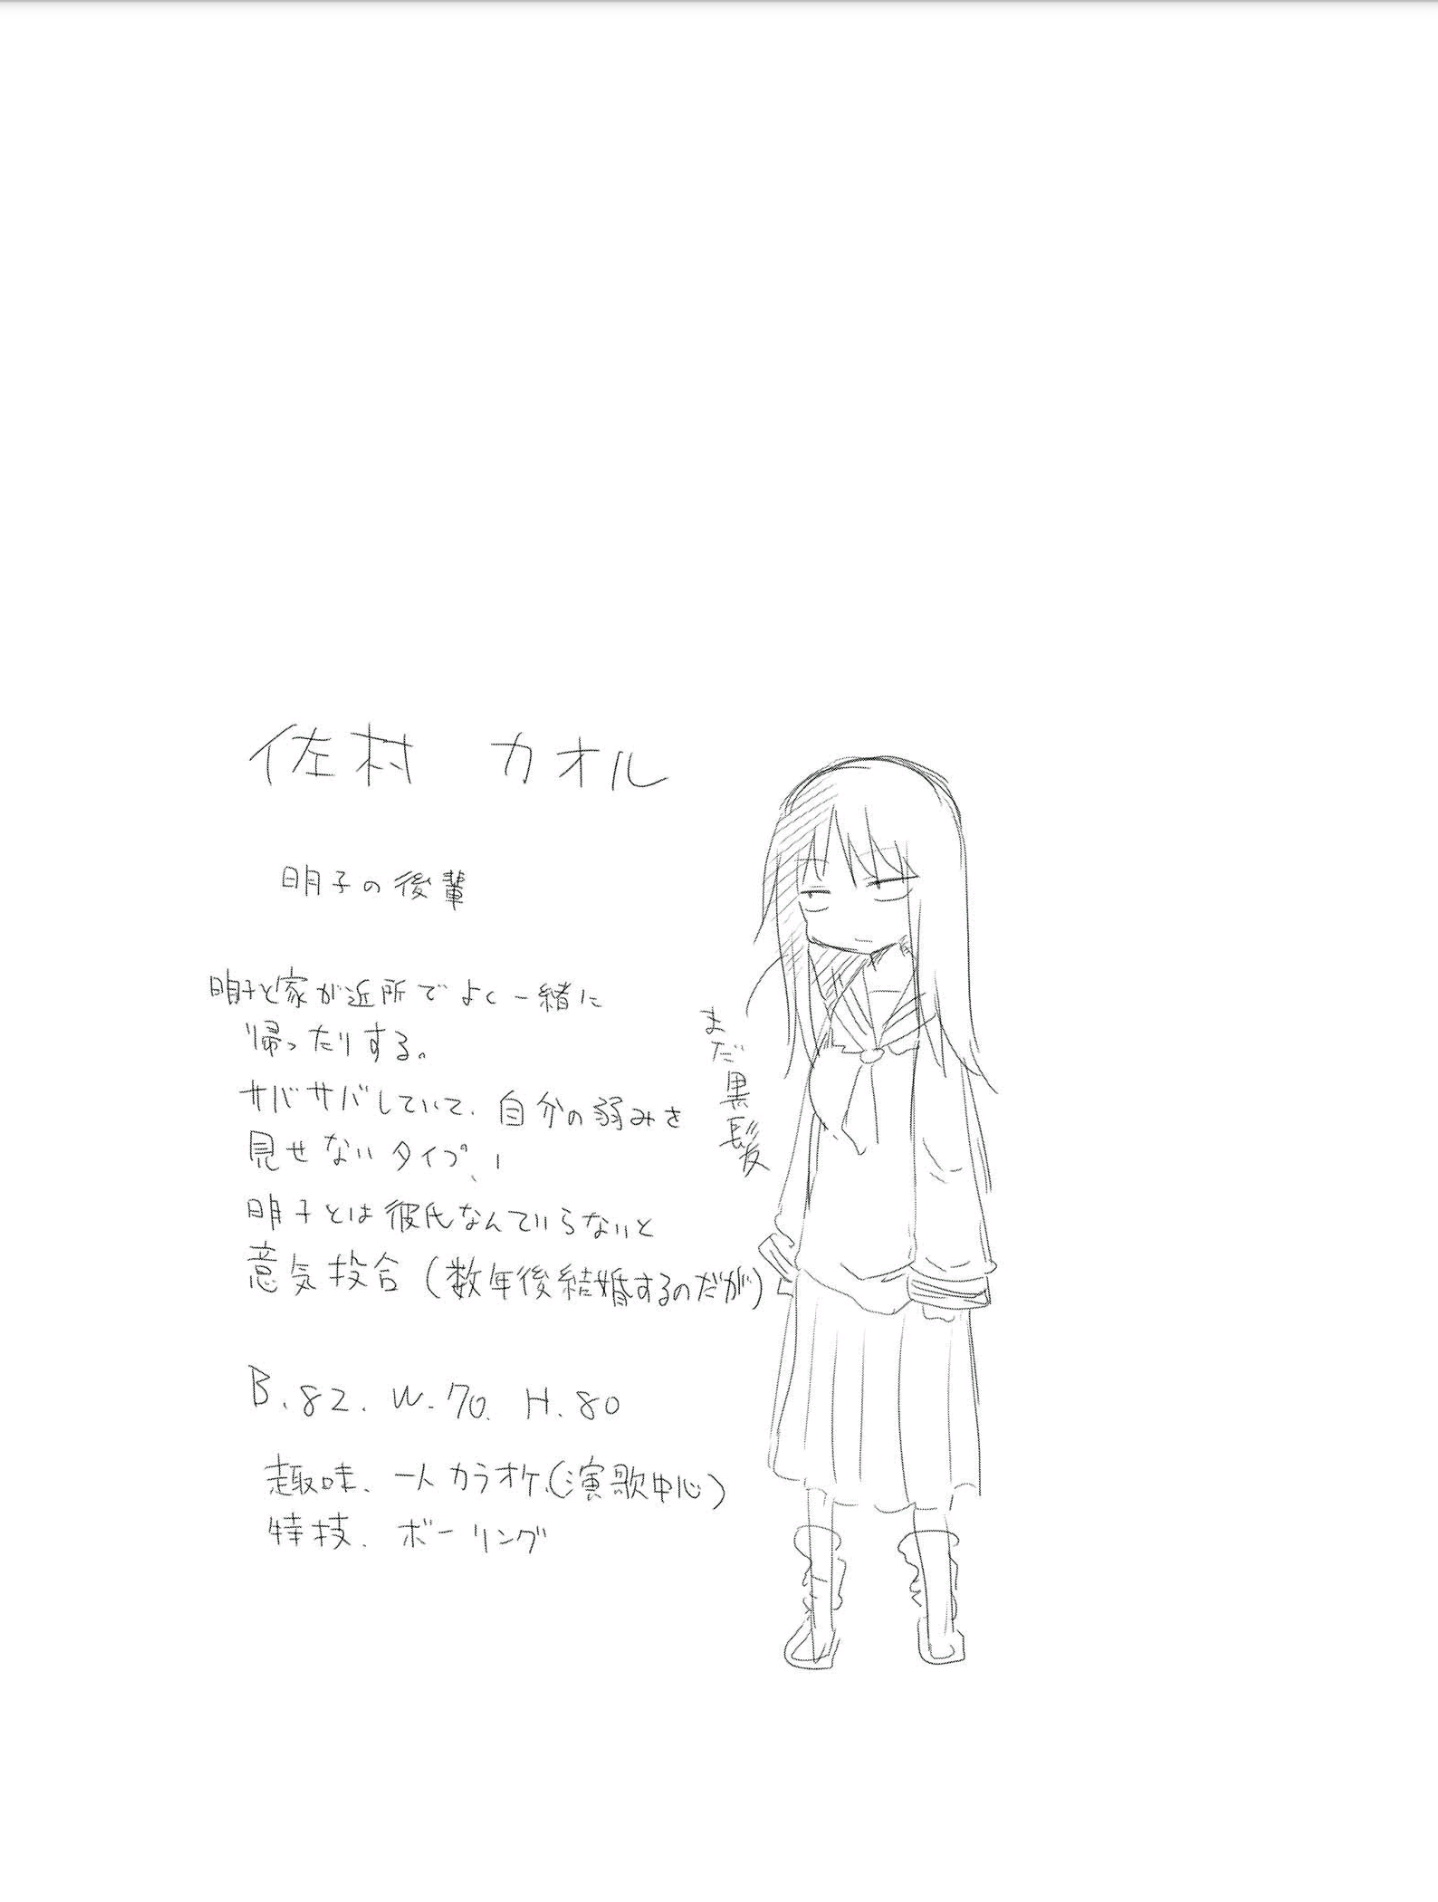 佐村 カオル
明子の後輩
明子と家が近所でよく一緒に
帰ったりする。
サバサバしていて、自分の弱みを
見せないタイプ、
明子とは彼氏なんていらないと
意気投合(数年後結婚するのだが)
まだ黒髪
B.82. W.70. H.80
趣味、一人カラオケ、(演歌中心)
特技、ボーリング